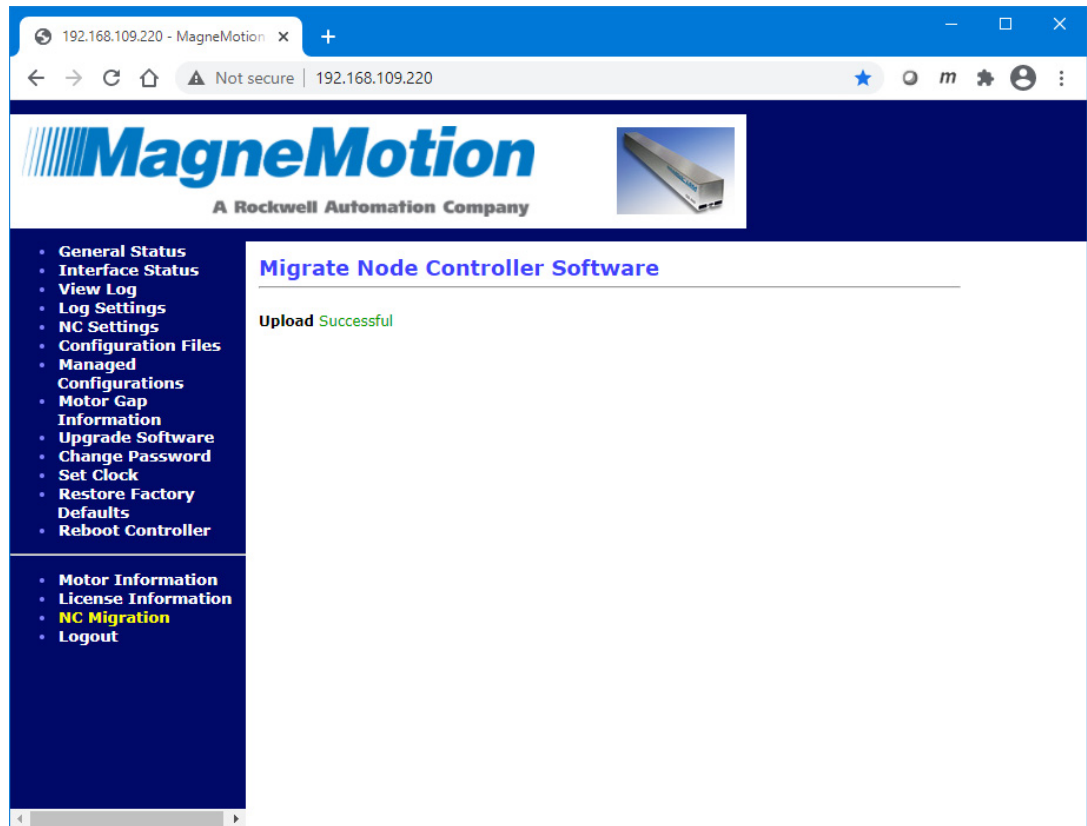 192.168.109.220 - MagneMotion
Not secure | 192.168.109.220
m
MagneMotion
A Rockwell Automation Company
General Status
Interface Status
View Log
Log Settings
NC Settings
Configuration Files
Managed
Configurations
Motor Gap
Information
Upgrade Software
Change Password
Set Clock
Restore Factory
Defaults
Reboot Controller
Motor Information
License Information
NC Migration
Logout
Migrate Node Controller Software
Upload Successful